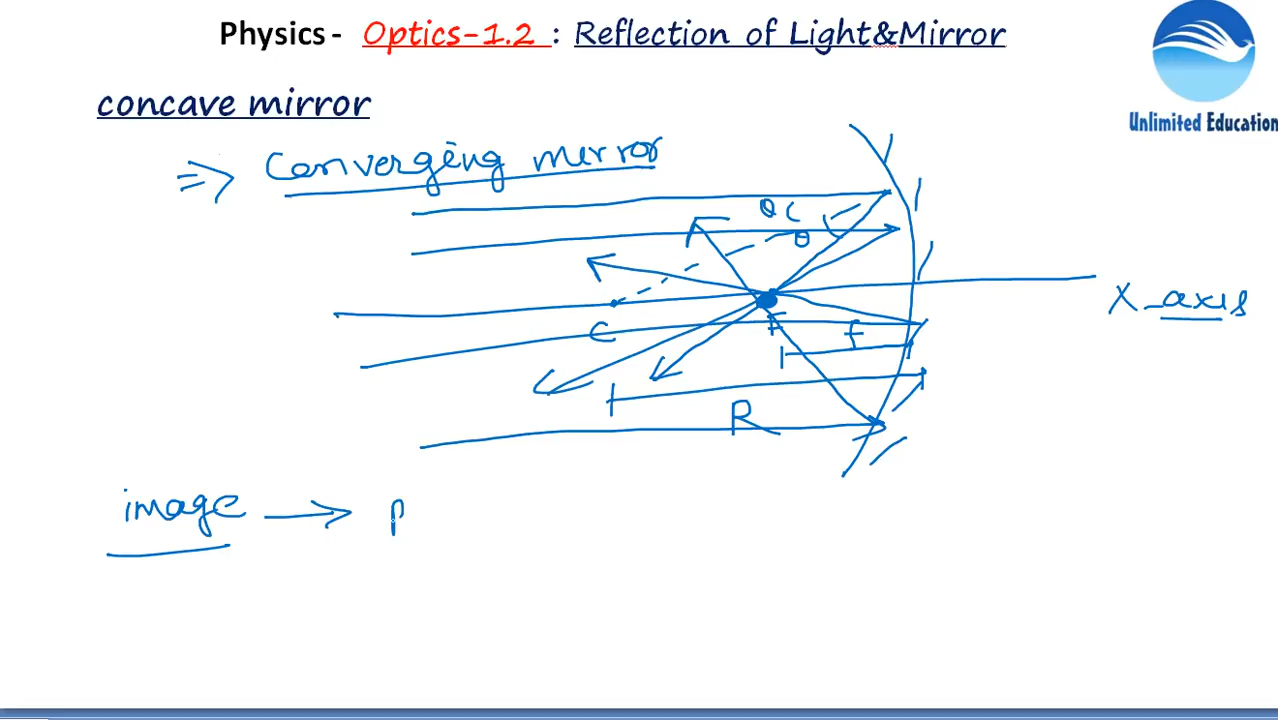 Physics - Optics-1.2 : Reflection of Light&Mirror
Unlimited Education
concave mirror
⇒ Converging mirror
θ
θ
X-axis
C
F
f
R
image →